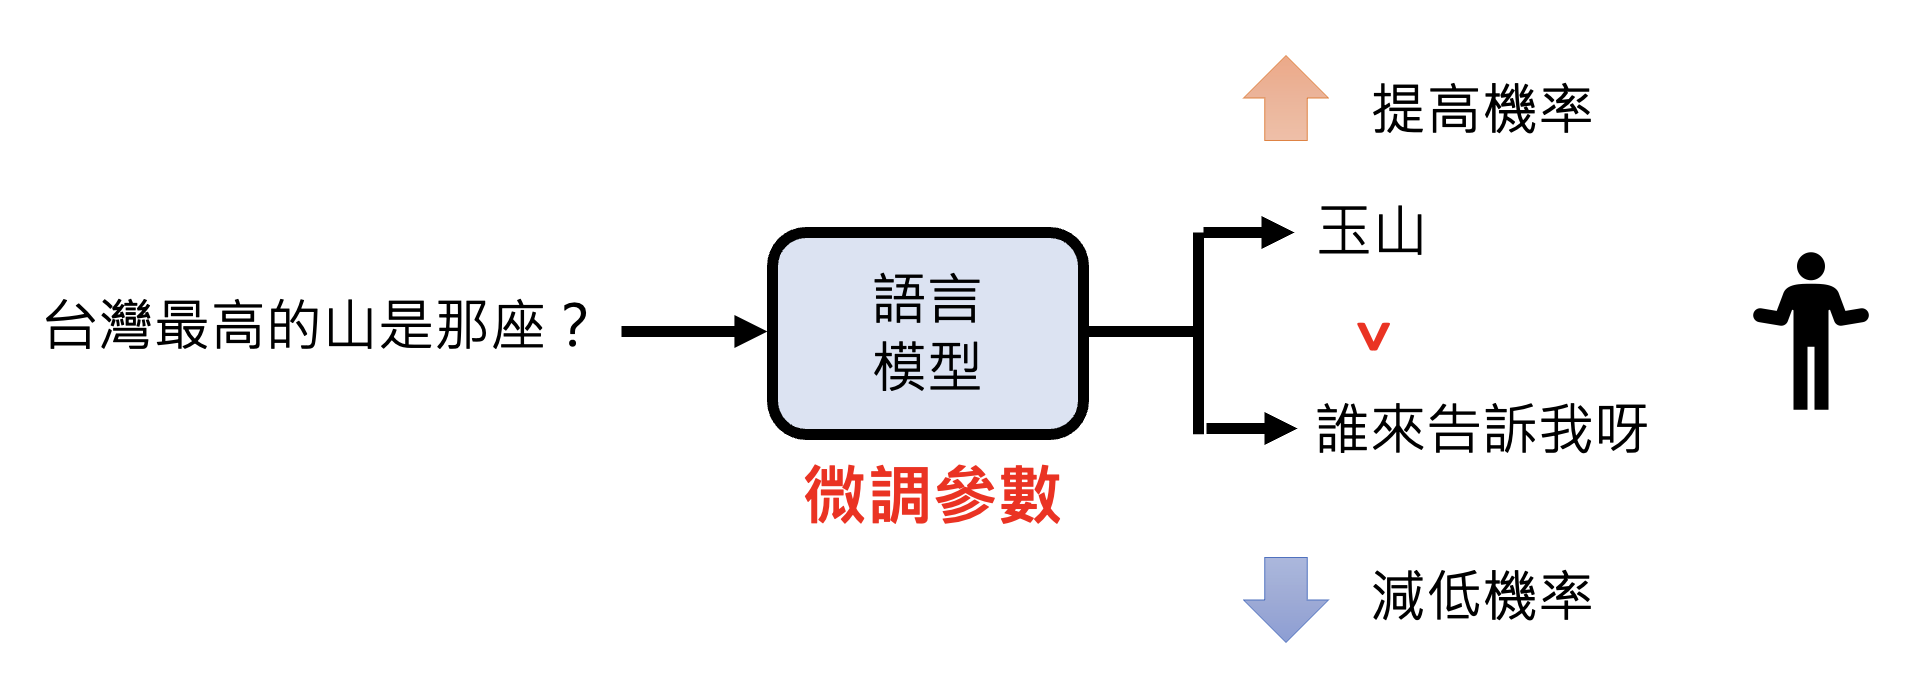 提高機率
玉山
台灣最高的山是那座？
語言
模型
v
誰來告訴我呀
微調參數
減低機率